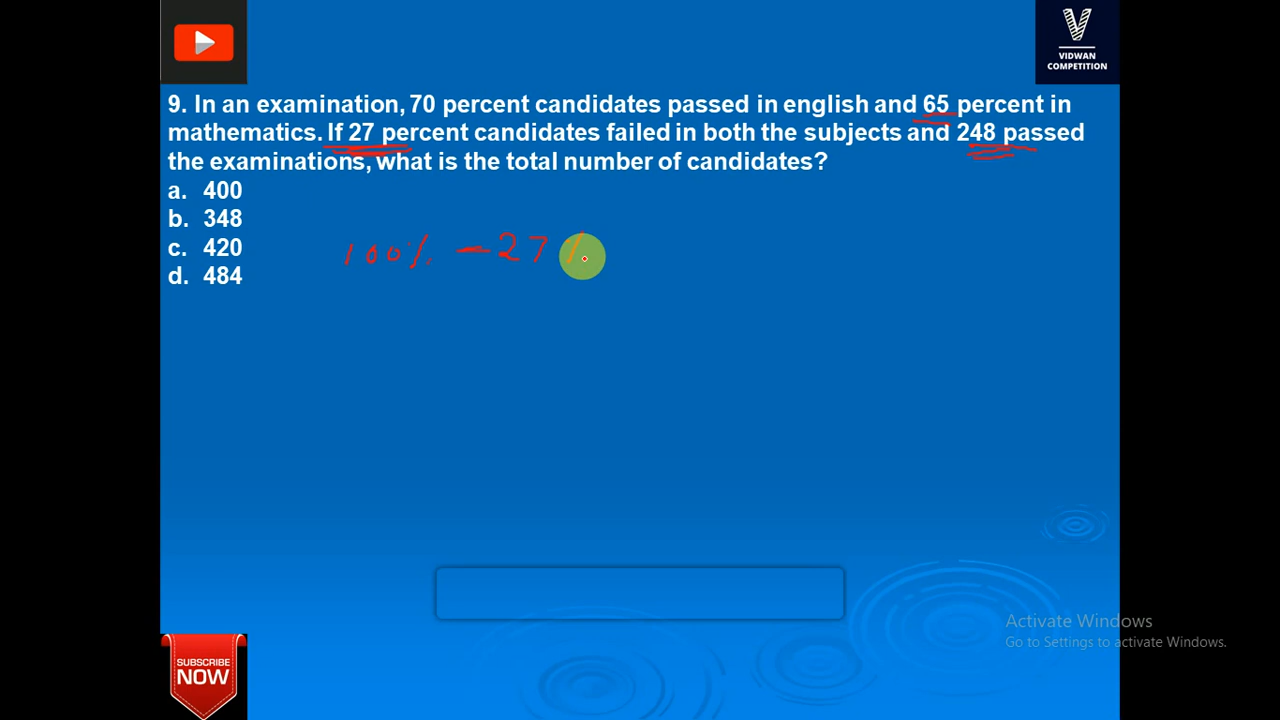 V
VIDWAN
COMPETITION
9. In an examination, 70 percent candidates passed in english and 65 percent in
mathematics. If 27 percent candidates failed in both the subjects and 248 passed
the examinations, what is the total number of candidates?
a. 400
b. 348
c. 420
d. 484
100% - 27%
Activate Windows
Go to Settings to activate Windows.
SUBSCRIBE
NOW